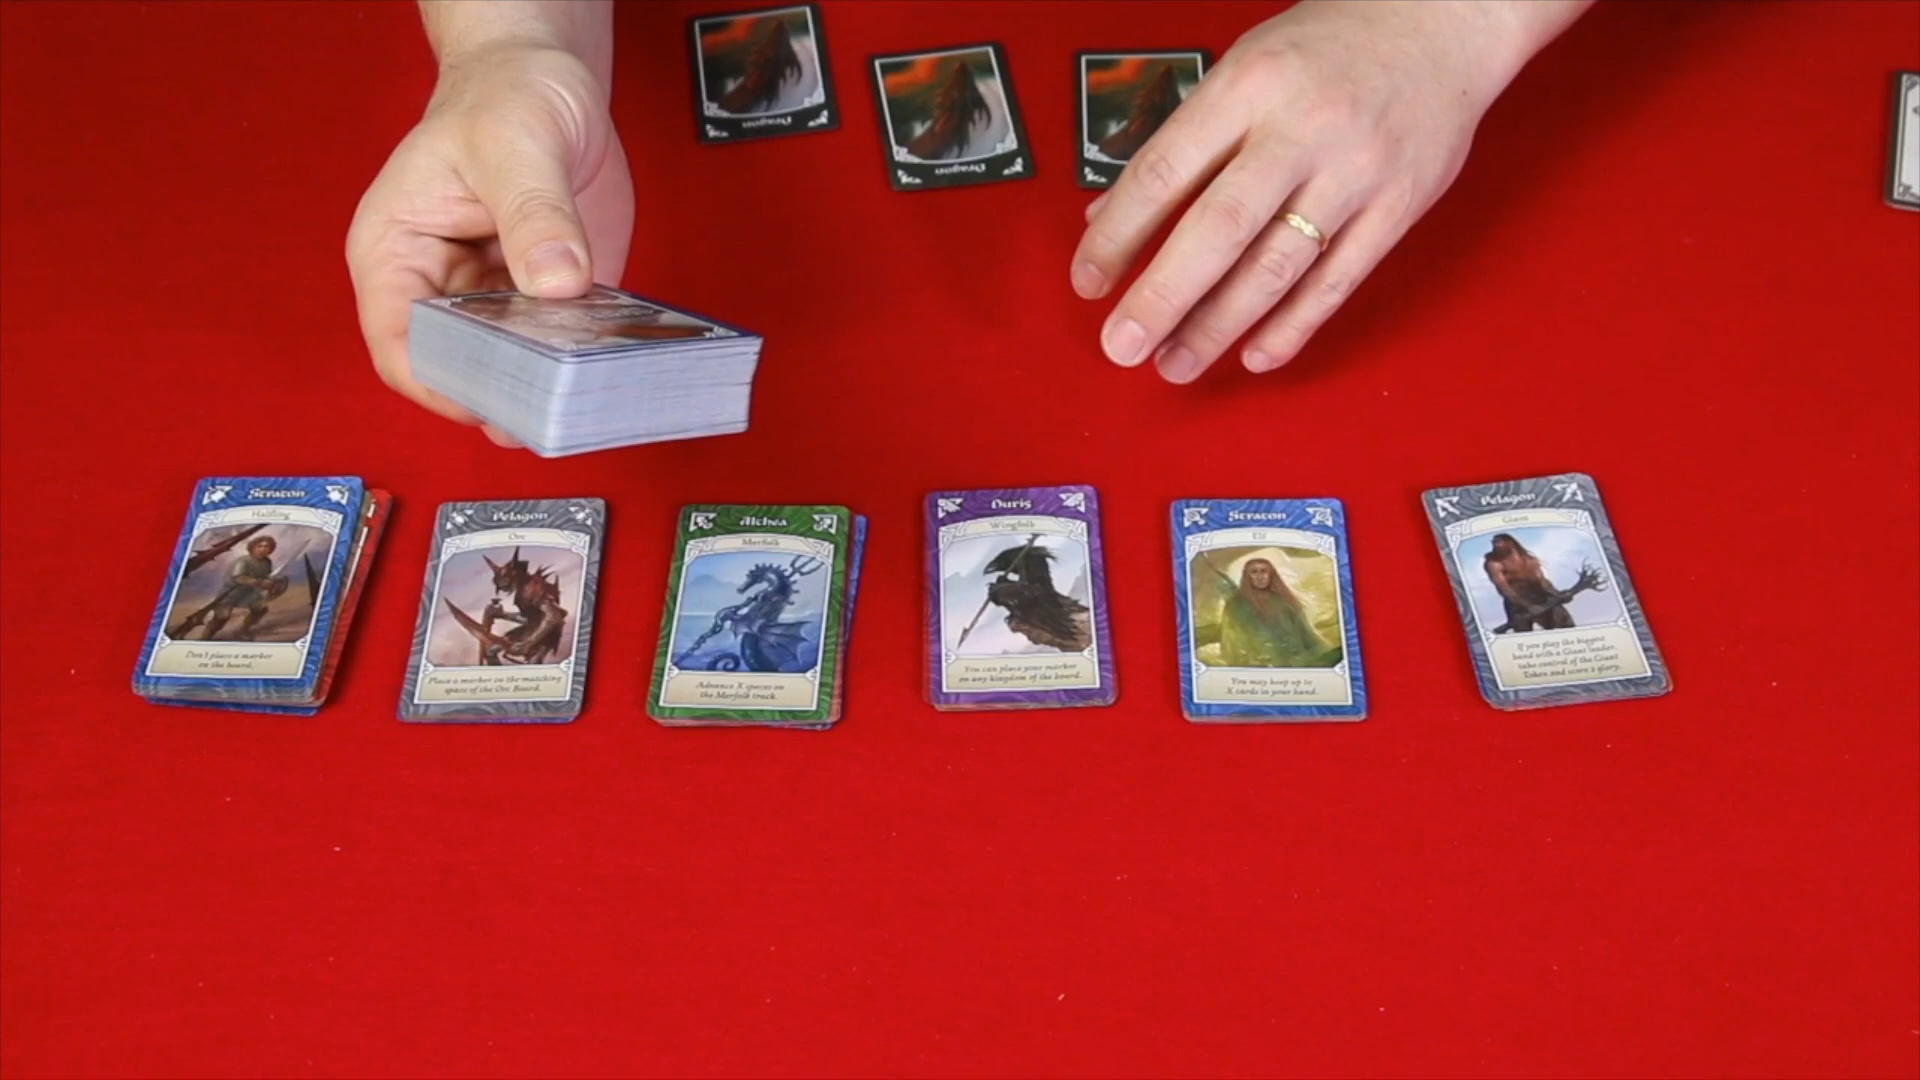 Dragon
Dragon
Straton
Halfling
Don't place a marker
on the board.
Pelagon
Orc
Place a marker on the matching
space of the Orc Board.
Althea
Merfolk
Advance X spaces on
the Merfolk track.
Duris
Wingfolk
You can place your marker
on any kingdom of the board.
Straton
Elf
You may keep up to
X cards in your hand.
Pelagon
Giant
If you play the biggest
band with a Giant leader,
take control of the Giant
Token and score 2 glory.